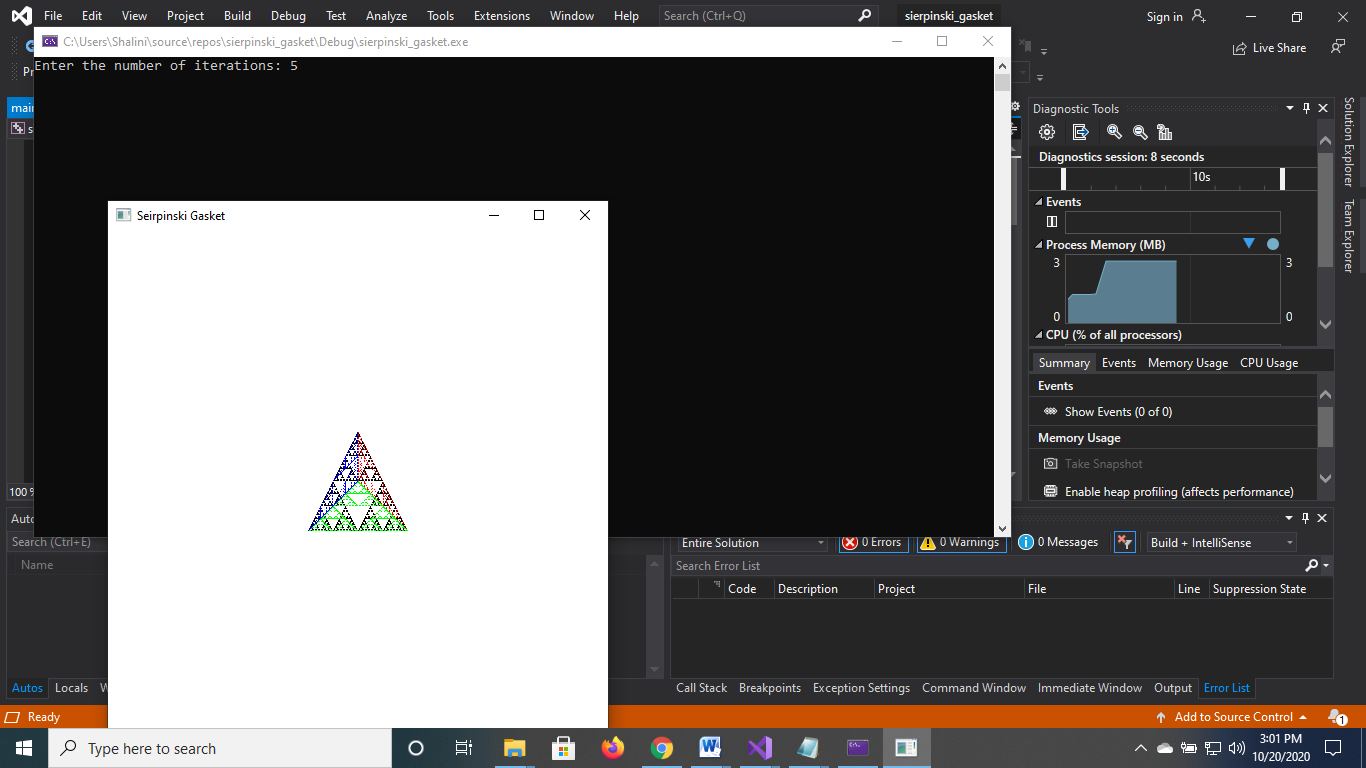 File Edit View Project Build Debug Test Analyze Tools Extensions Window Help Search (Ctrl+Q) sierpinski_gasket Sign in
C:\Users\Shalini\source\repos\sierpinski_gasket\Debug\sierpinski_gasket.exe
Live Share
Enter the number of iterations: 5
Pr
main
s
Diagnostic Tools
Diagnostics session: 8 seconds
10s
Events
Process Memory (MB)
3 3
0 0
CPU (% of all processors)
Summary Events Memory Usage CPU Usage
Events
Show Events (0 of 0)
Memory Usage
Take Snapshot
Enable heap profiling (affects performance)
Solution Explorer
Team Explorer
Seirpinski Gasket
100 %
Auto
Search (Ctrl+E)
Name
Entire Solution 0 Errors 0 Warnings 0 Messages Build + IntelliSense
Search Error List
Code Description Project File Line Suppression State
Autos Locals W
Call Stack Breakpoints Exception Settings Command Window Immediate Window Output Error List
Ready
Add to Source Control
1
Type here to search
3:01 PM
10/20/2020